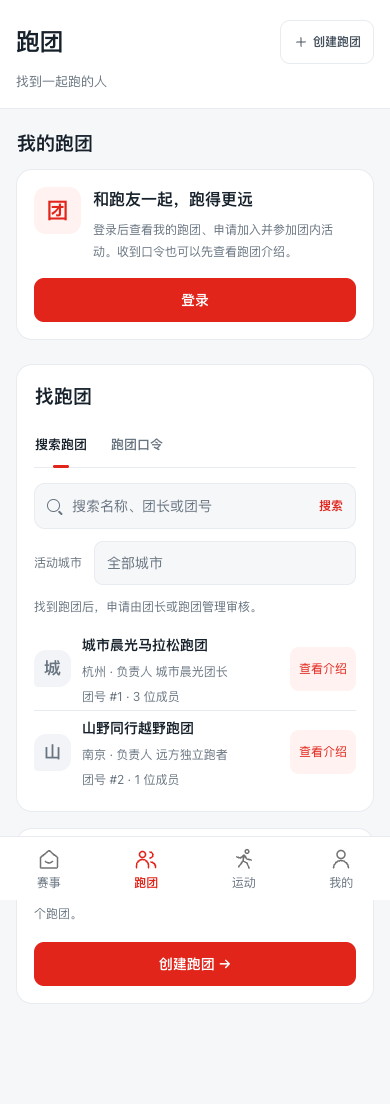 跑团
+ 创建跑团
找到一起跑的人
我的跑团
团
和跑友一起，跑得更远
登录后查看我的跑团、申请加入并参加团内活
动。收到口令也可以先查看跑团介绍。
登录
找跑团
搜索跑团
跑团口令
搜索名称、团长或团号
搜索
活动城市
全部城市
找到跑团后，申请由团长或跑团管理审核。
城
城市晨光马拉松跑团
杭州 · 负责人 城市晨光团长
团号 #1 · 3 位成员
查看介绍
山
山野同行越野跑团
南京 · 负责人 远方独立跑者
团号 #2 · 1 位成员
查看介绍
赛事
跑团
运动
我的
个跑团。
创建跑团 →